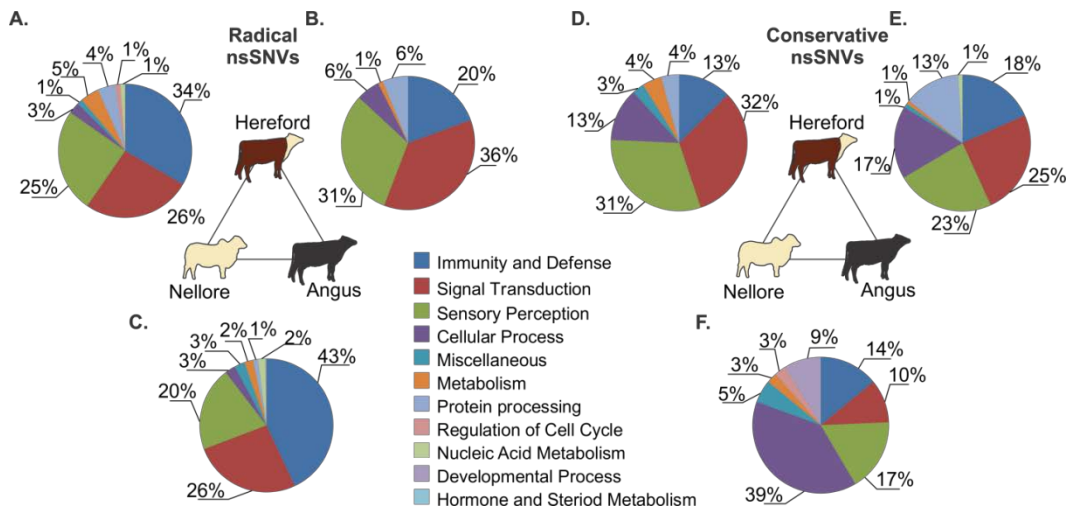 A.
Radical
nsSNVs
B.
1%
4%
1%
5%
1%
3%
34%
25%
26%
Hereford
Nellore
Angus
1%
6%
6%
20%
36%
31%
C.
2%
1%
2%
3%
3%
43%
20%
26%
Immunity and Defense
Signal Transduction
Sensory Perception
Cellular Process
Miscellaneous
Metabolism
Protein processing
Regulation of Cell Cycle
Nucleic Acid Metabolism
Developmental Process
Hormone and Steriod Metabolism
D.
Conservative
nsSNVs
E.
4%
4%
3%
13%
13%
32%
31%
Hereford
Nellore
Angus
1%
13%
1%
1%
18%
17%
25%
23%
F.
9%
3%
3%
5%
14%
10%
17%
39%